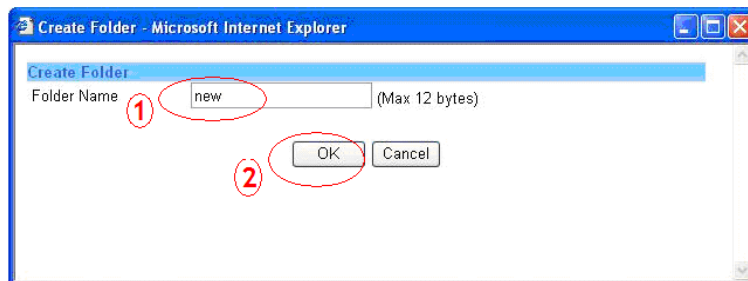 Create Folder - Microsoft Internet Explorer
Create Folder
Folder Name new (Max 12 bytes)
1
OK Cancel
2